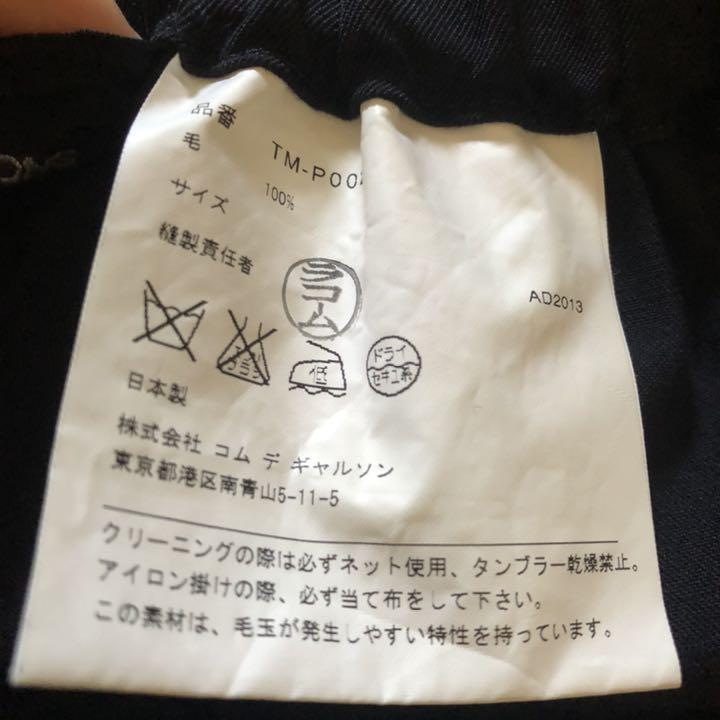 品番
毛 TM-P00
サイズ 100%
縫製責任者
ラコーム
AD2013
低
ドライ
セキユ系
日本製
株式会社 コム デ ギャルソン
東京都港区南青山5-11-5
クリーニングの際は必ずネット使用、タンブラー乾燥禁止。
アイロン掛けの際、必ず当て布をして下さい。
この素材は、毛玉が発生しやすい特性を持っています。